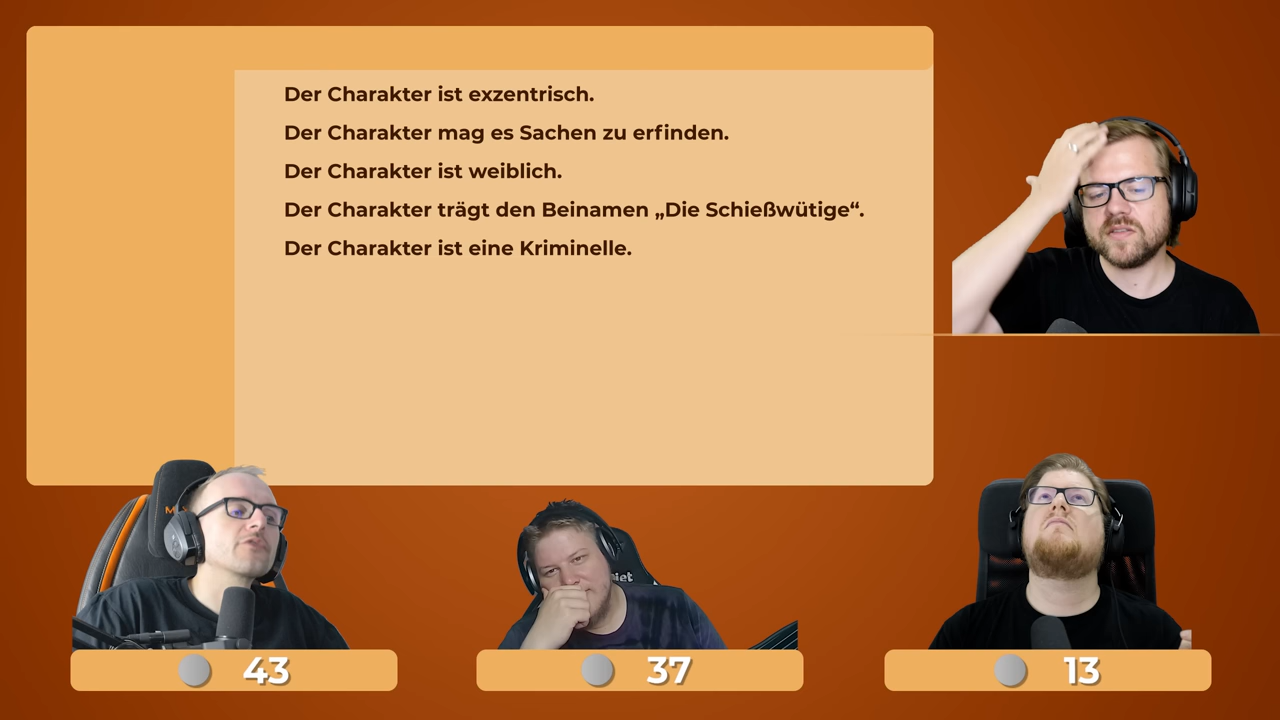 Der Charakter ist exzentrisch.
Der Charakter mag es Sachen zu erfinden.
Der Charakter ist weiblich.
Der Charakter trägt den Beinamen „Die Schießwütige“.
Der Charakter ist eine Kriminelle.
43
37
13